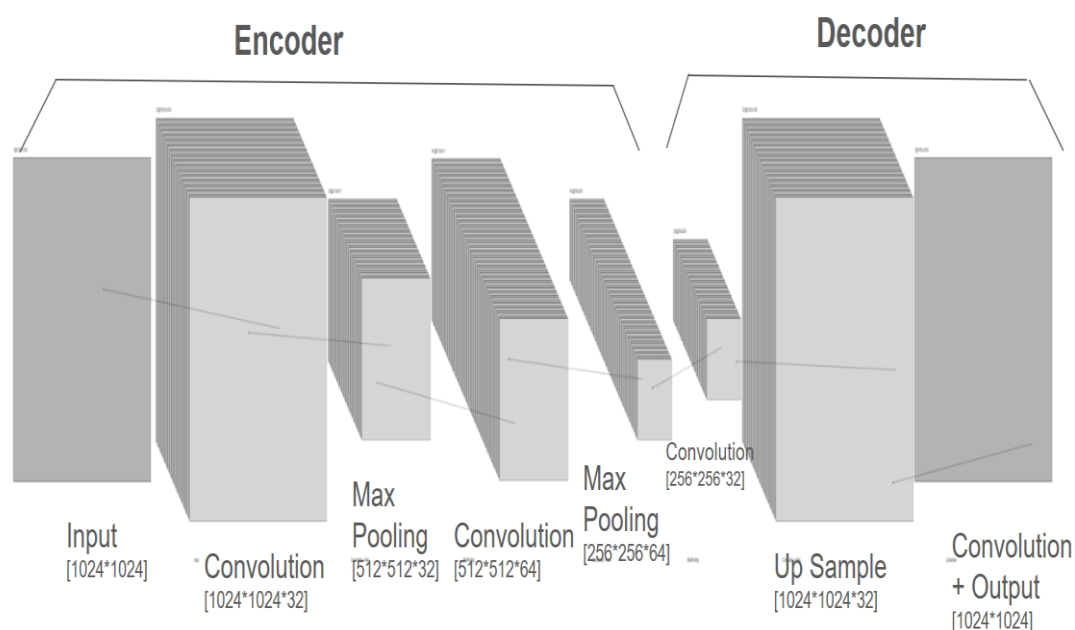 Encoder
Decoder
Input
[1024*1024]
Convolution
[1024*1024*32]
Max
Pooling
[512*512*32]
Convolution
[512*512*64]
Max
Pooling
[256*256*64]
Convolution
[256*256*32]
Up Sample
[1024*1024*32]
Convolution
+ Output
[1024*1024]